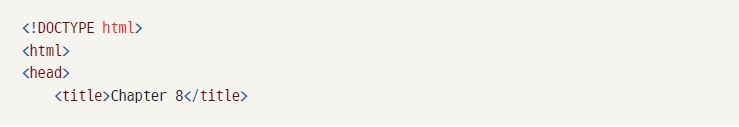 <!DOCTYPE html>
<html>
<head>
    <title>Chapter 8</title>